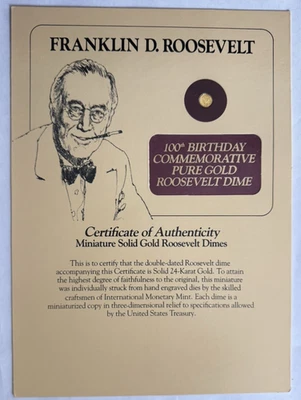 FRANKLIN D. ROOSEVELT
100th BIRTHDAY
COMMEMORATIVE
PURE GOLD
ROOSEVELT DIME
Certificate of Authenticity
Miniature Solid Gold Roosevelt Dimes
This is to certify that the double-dated Roosevelt dime
accompanying this Certificate is Solid 24-Karat Gold. To attain
the highest degree of faithfulness to the original, this miniature
was individually struck from hand engraved dies by the skilled
craftsmen of International Monetary Mint. Each dime is a
miniaturized copy in three-dimensional relief to specifications allowed
by the United States Treasury.